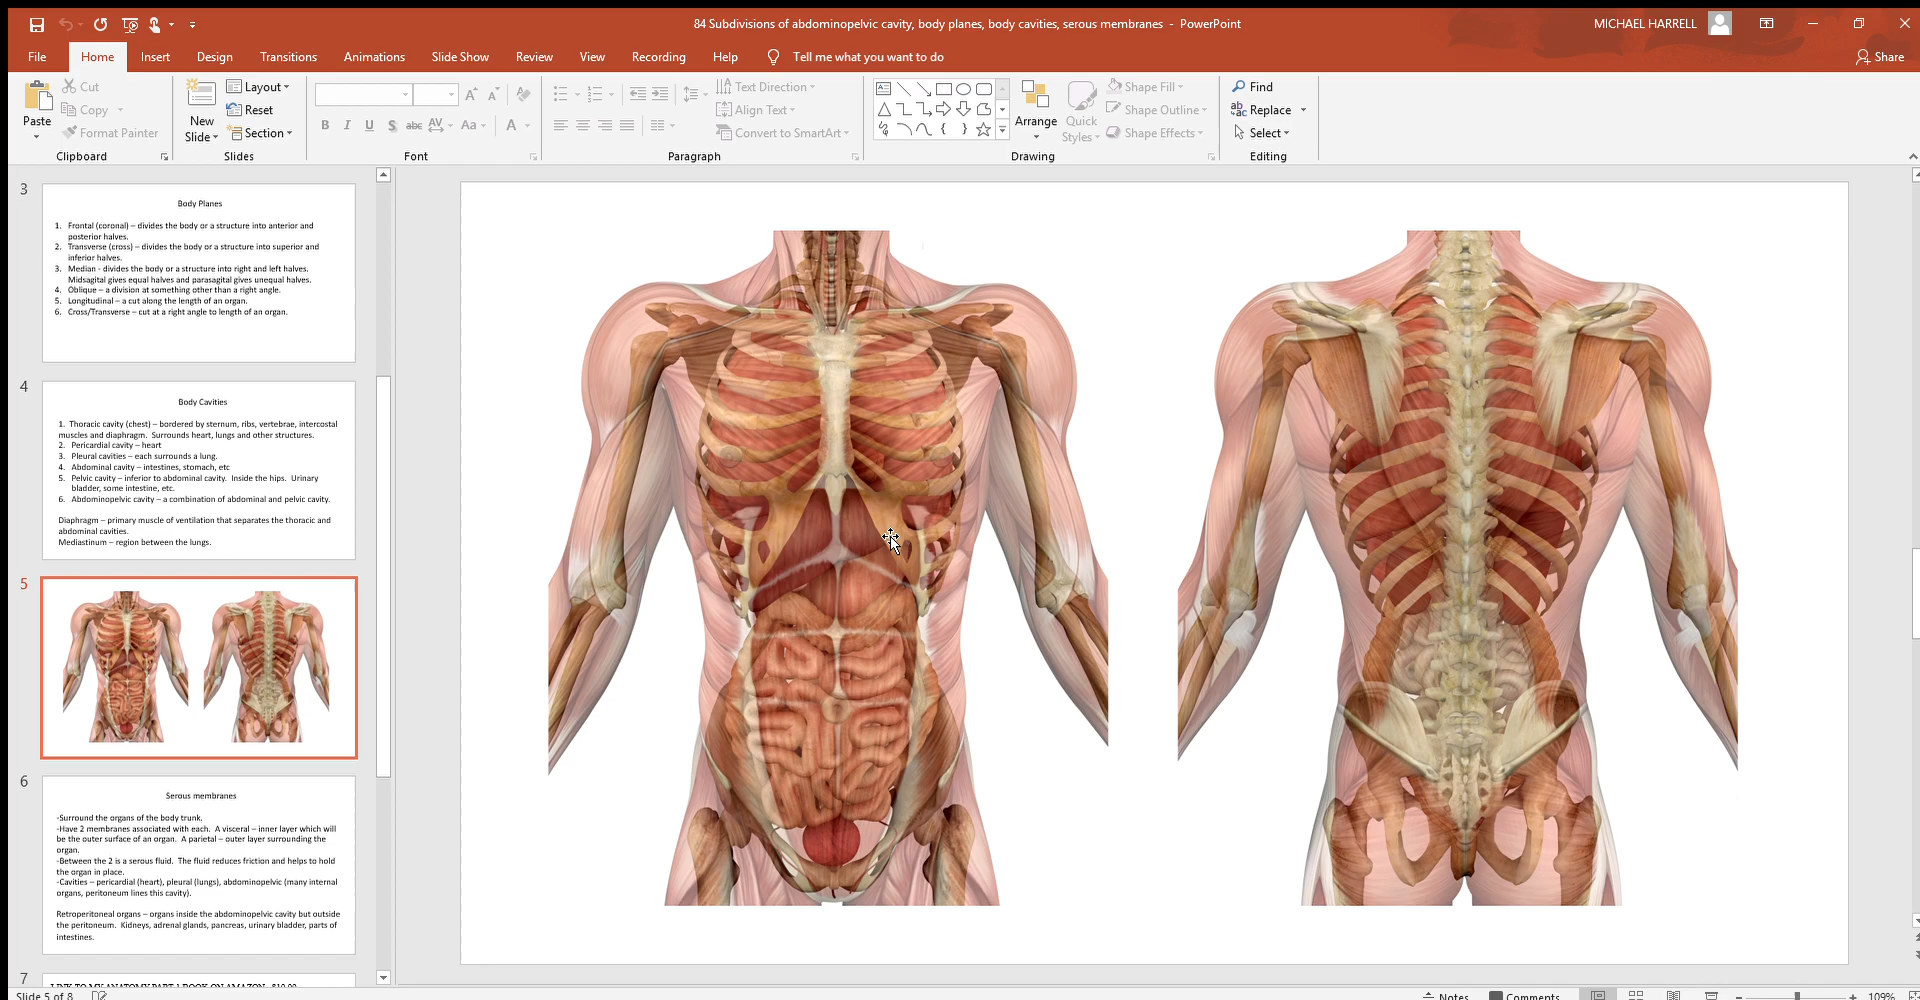 84 Subdivisions of abdominopelvic cavity, body planes, body cavities, serous membranes - PowerPoint
MICHAEL HARRELL
File Home Insert Design Transitions Animations Slide Show Review View Recording Help Tell me what you want to do
Share
Paste
Cut
Copy
Format Painter
Clipboard
New
Slide
Layout
Reset
Section
Slides
B I U S abc AV Aa A
Font
Text Direction
Align Text
Convert to SmartArt
Paragraph
Arrange
Quick
Styles
Shape Fill
Shape Outline
Shape Effects
Drawing
Find
Replace
Select
Editing
3
Body Planes
1. Frontal (coronal) – divides the body or a structure into anterior and
posterior halves.
2. Transverse (cross) – divides the body or a structure into superior and
inferior halves.
3. Median - divides the body or a structure into right and left halves.
Midsagital gives equal halves and parasagital gives unequal halves.
4. Oblique – a division at something other than a right angle.
5. Longitudinal – a cut along the length of an organ.
6. Cross/Transverse – cut at a right angle to length of an organ.
4
Body Cavities
1. Thoracic cavity (chest) – bordered by sternum, ribs, vertebrae, intercostal
muscles and diaphragm. Surrounds heart, lungs and other structures.
2. Pericardial cavity – heart
3. Pleural cavities – each surrounds a lung.
4. Abdominal cavity – intestines, stomach, etc
5. Pelvic cavity – inferior to abdominal cavity. Inside the hips. Urinary
bladder, some intestine, etc.
6. Abdominopelvic cavity – a combination of abdominal and pelvic cavity.
Diaphragm – primary muscle of ventilation that separates the thoracic and
abdominal cavities.
Mediastinum – region between the lungs.
5
6
Serous membranes
-Surround the organs of the body trunk.
-Have 2 membranes associated with each. A visceral – inner layer which will
be the outer surface of an organ. A parietal – outer layer surrounding the
organ.
-Between the 2 is a serous fluid. The fluid reduces friction and helps to hold
the organ in place.
-Cavities – pericardial (heart), pleural (lungs), abdominopelvic (many internal
organs, peritoneum lines this cavity).
Retroperitoneal organs – organs inside the abdominopelvic cavity but outside
the peritoneum. Kidneys, adrenal glands, pancreas, urinary bladder, parts of
intestines.
7
LINK TO MY ANATOMY PART 1 BOOK ON AMAZON
Slide 5 of 8
Notes
Comments
109%